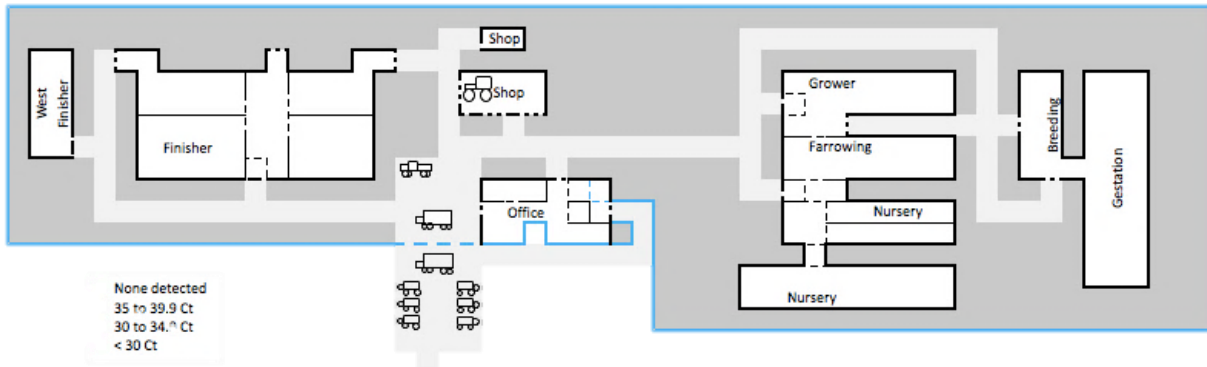 Shop
Shop
West
Finisher
Finisher
Office
Grower
Farrowing
Nursery
Nursery
Breeding
Gestation
None detected
35 to 39.9 Ct
30 to Ct
< 30 Ct